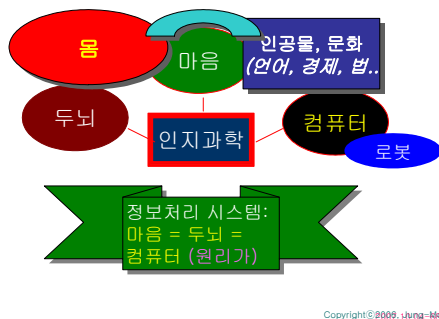 몸
마음
인공물, 문화
(언어, 경제, 법..
두뇌
인지과학
컴퓨터
로봇
정보처리 시스템:
마음 = 두뇌 =
컴퓨터 (원리가)
Copyrightⓒ2009.